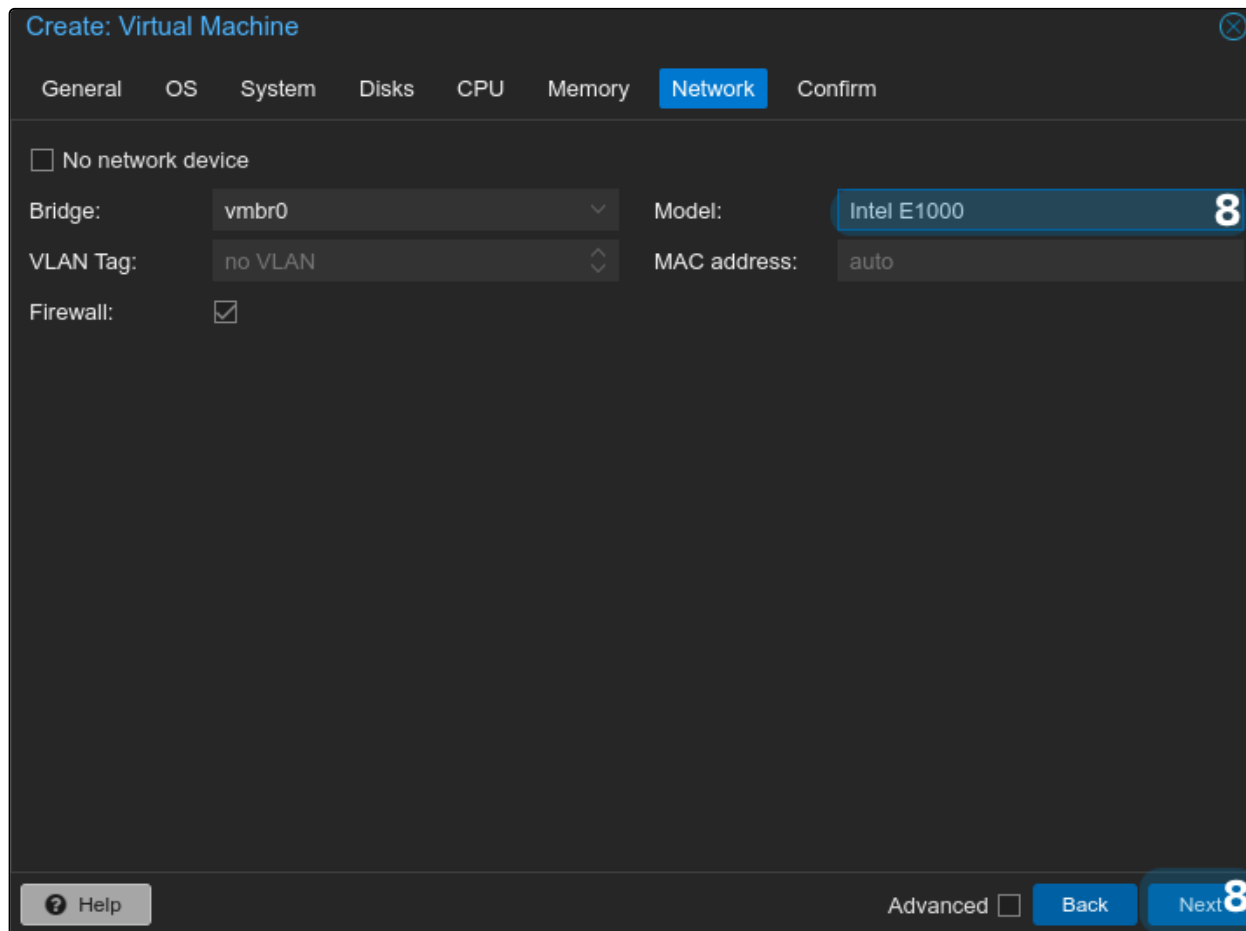 Create: Virtual Machine
General OS System Disks CPU Memory Network Confirm
No network device
Bridge: vmbr0 Model: Intel E1000 8
VLAN Tag: no VLAN MAC address: auto
Firewall:
Help Advanced Back Next 8